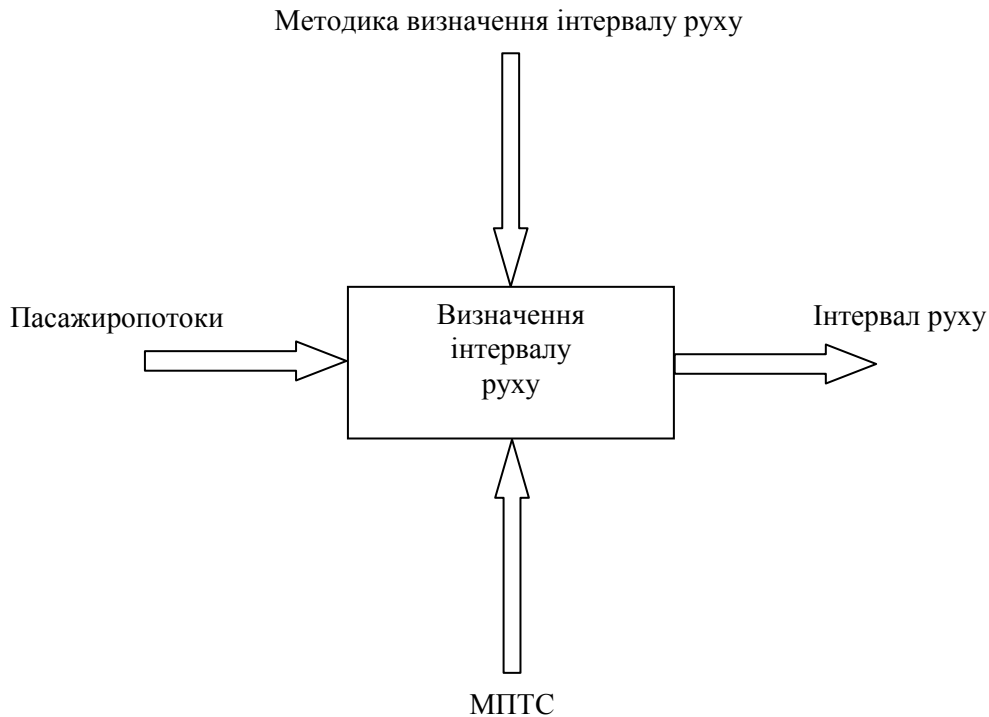 Методика визначення інтервалу руху
Пасажиропотоки
Визначення
інтервалу
руху
Інтервал руху
МПТС